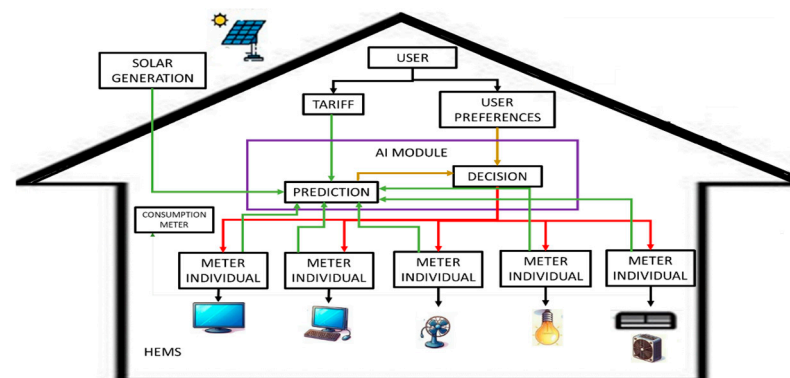 SOLAR
GENERATION
USER
TARIFF
USER
PREFERENCES
AI MODULE
DECISION
PREDICTION
CONSUMPTION
METER
METER
INDIVIDUAL
METER
INDIVIDUAL
METER
INDIVIDUAL
METER
INDIVIDUAL
METER
INDIVIDUAL
HEMS